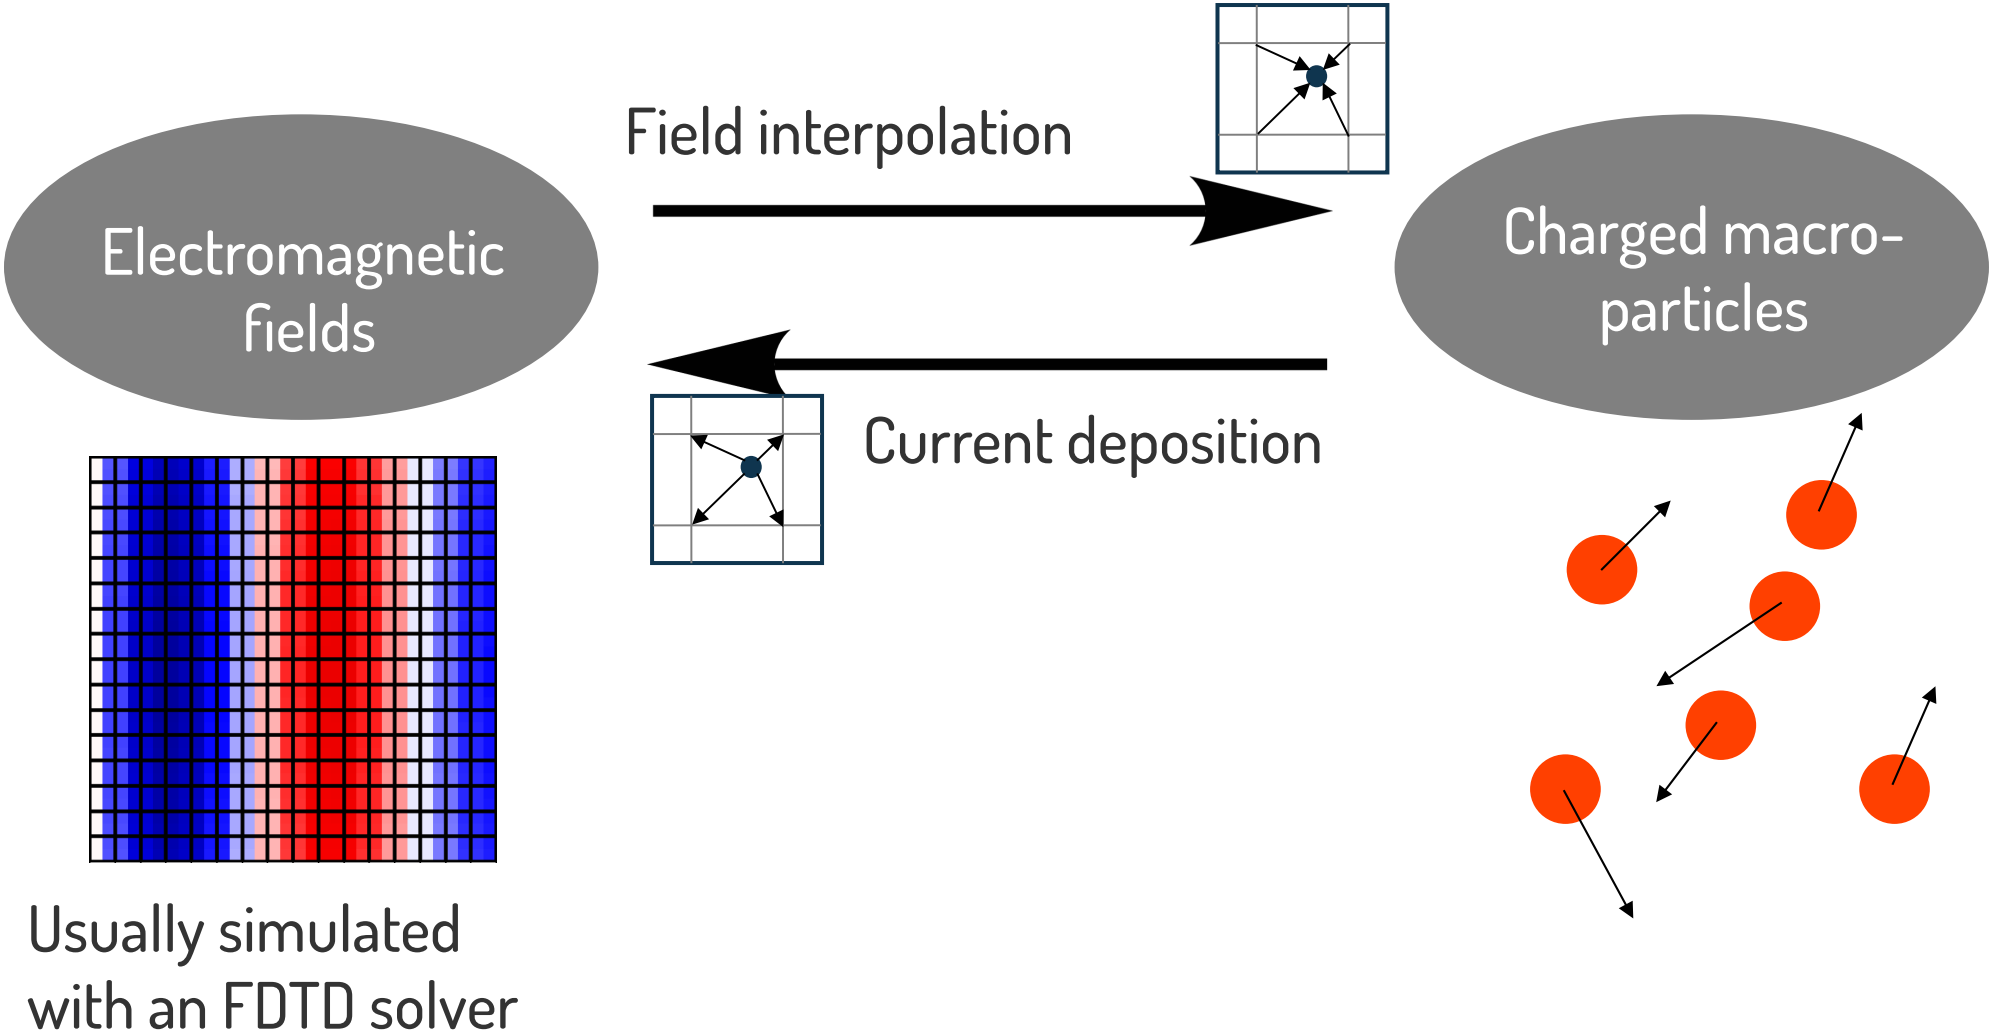 Field interpolation
Electromagnetic
fields
Charged macro-
particles
Current deposition
Usually simulated
with an FDTD solver